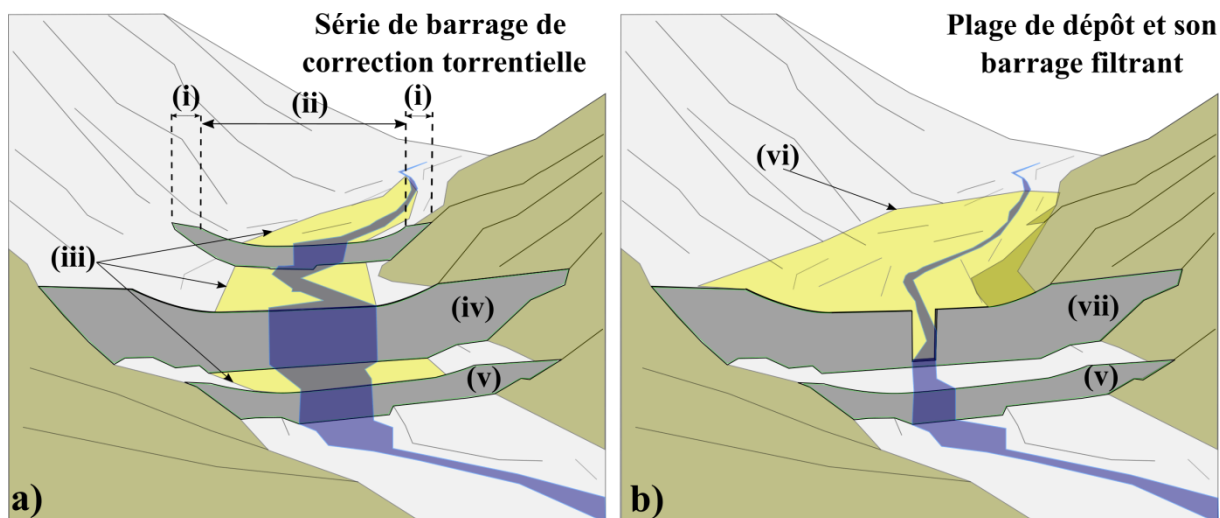 Série de barrage de
correction torrentielle
(i)
(ii)
(i)
(iii)
(iv)
(v)
a)
Plage de dépôt et son
barrage filtrant
(vi)
(vii)
(v)
b)